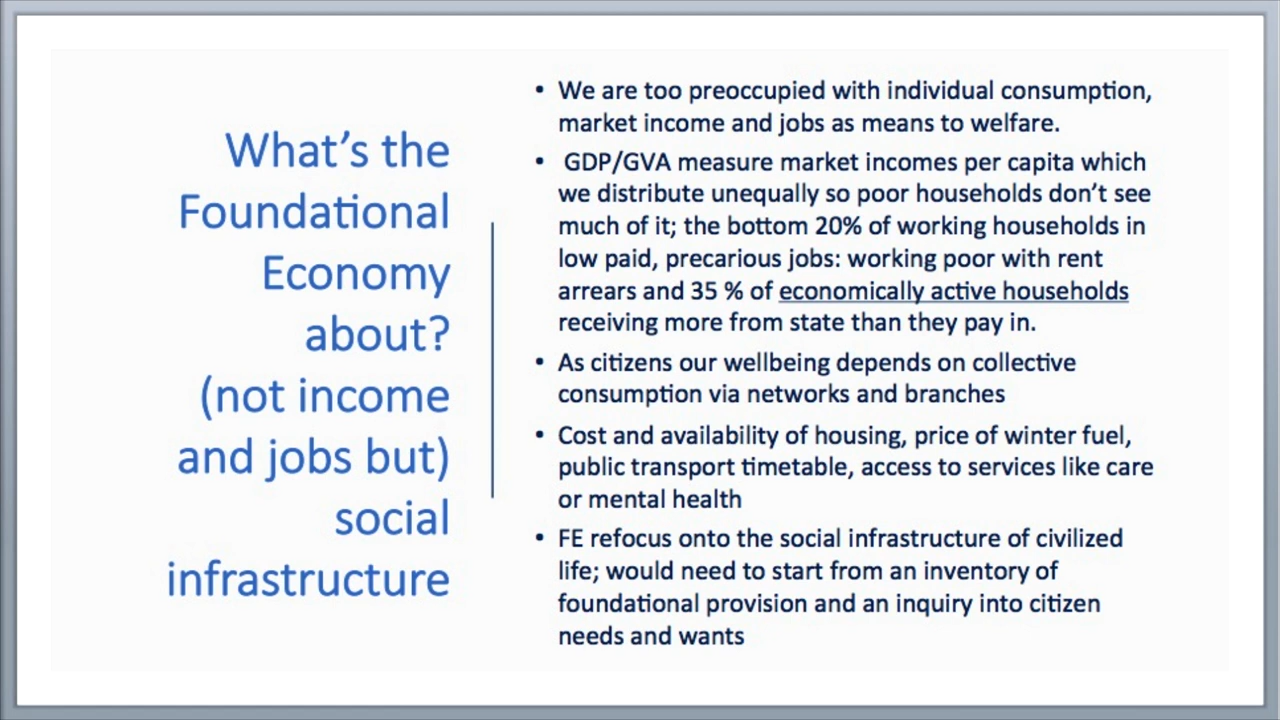 What’s the
Foundational
Economy
about?
(not income
and jobs but)
social
infrastructure
• We are too preoccupied with individual consumption,
market income and jobs as means to welfare.
• GDP/GVA measure market incomes per capita which
we distribute unequally so poor households don’t see
much of it; the bottom 20% of working households in
low paid, precarious jobs: working poor with rent
arrears and 35 % of economically active households
receiving more from state than they pay in.
• As citizens our wellbeing depends on collective
consumption via networks and branches
• Cost and availability of housing, price of winter fuel,
public transport timetable, access to services like care
or mental health
• FE refocus onto the social infrastructure of civilized
life; would need to start from an inventory of
foundational provision and an inquiry into citizen
needs and wants